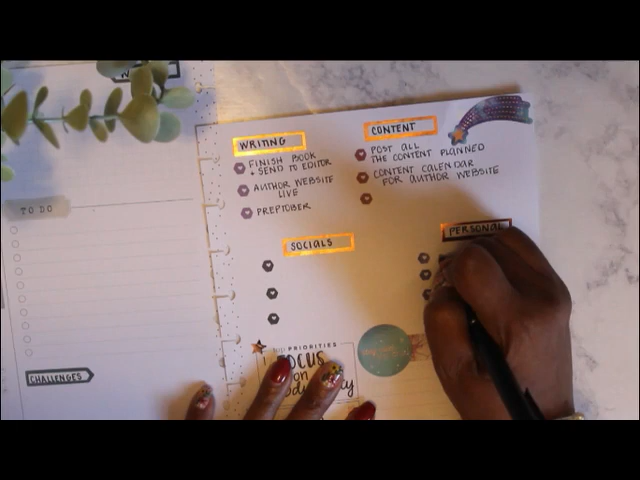 TO DO
CHALLENGES
WRITING
FINISH BOOK
+ SEND TO EDITOR
AUTHOR WEBSITE
LIVE
PREPTOBER
CONTENT
POST ALL
THE CONTENT PLANNED
CONTENT CALENDAR
FOR AUTHOR WEBSITE
SOCIALS
PERSONAL
PRIORITIES
FOCUS
on